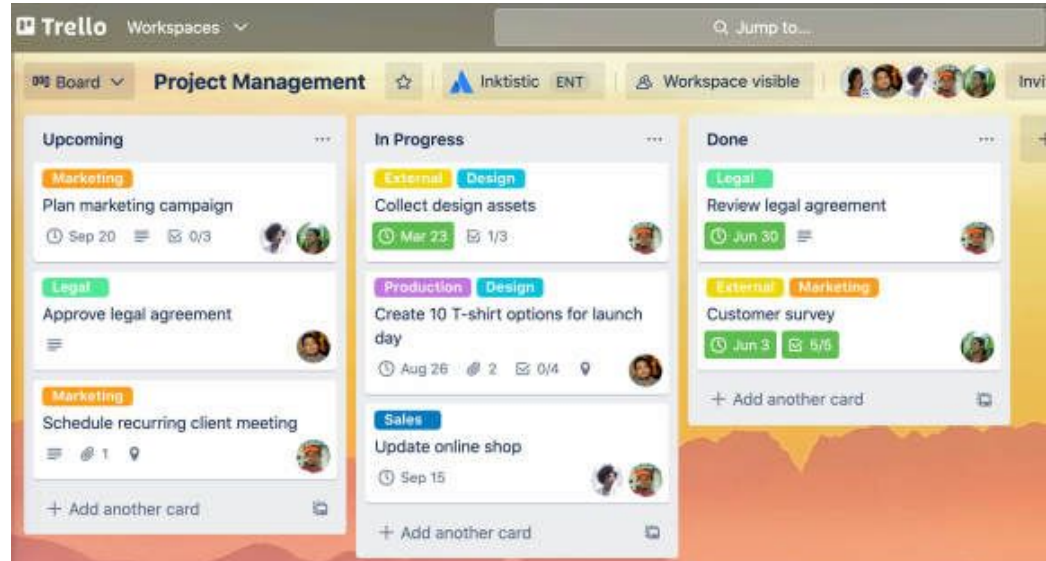 Trello Workspaces Jump to...
Board Project Management Inktistic ENT Workspace visible Invi
Upcoming
Marketing
Plan marketing campaign
Sep 20 0/3
Legal
Approve legal agreement
Marketing
Schedule recurring client meeting
1
+ Add another card
In Progress
External Design
Collect design assets
Mar 23 1/3
Production Design
Create 10 T-shirt options for launch
day
Aug 26 2 0/4
Sales
Update online shop
Sep 15
+ Add another card
Done
Legal
Review legal agreement
Jun 30
External Marketing
Customer survey
Jun 3 5/5
+ Add another card